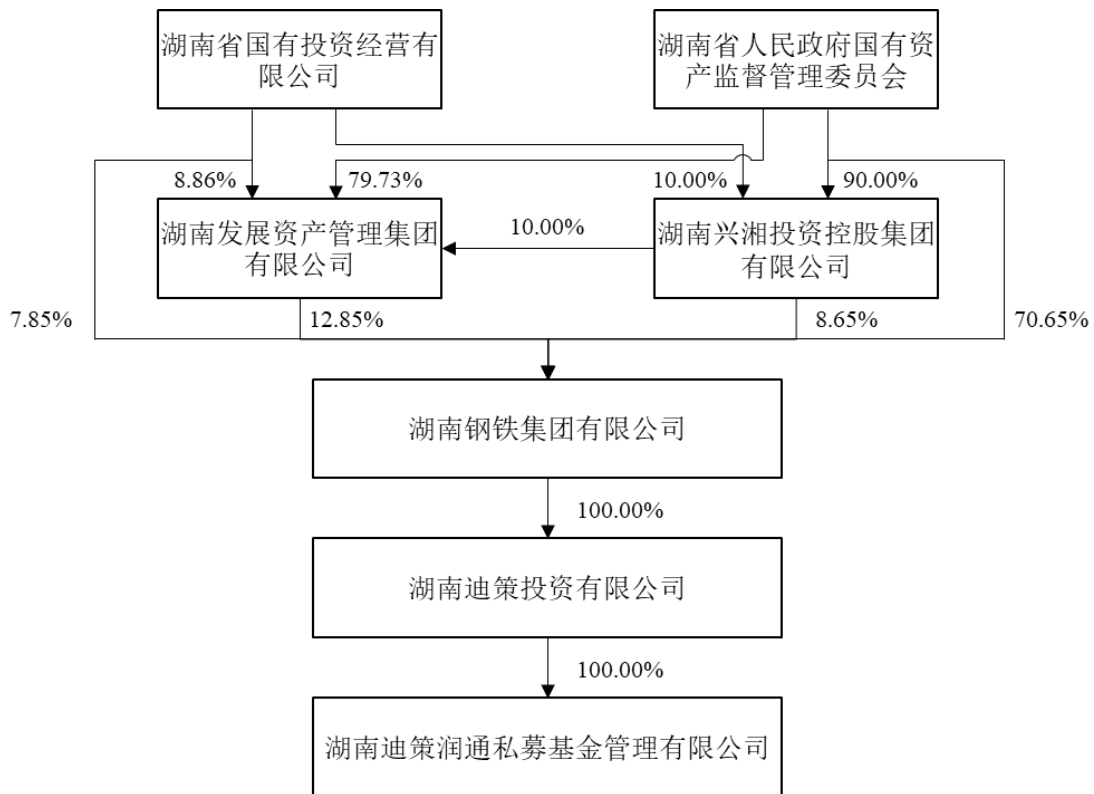 湖南省国有投资经营有
限公司
湖南省人民政府国有资
产监督管理委员会
8.86%
79.73%
10.00%
90.00%
湖南发展资产管理集团
有限公司
10.00%
湖南兴湘投资控股集团
有限公司
7.85%
12.85%
8.65%
70.65%
湖南钢铁集团有限公司
100.00%
湖南迪策投资有限公司
100.00%
湖南迪策润通私募基金管理有限公司